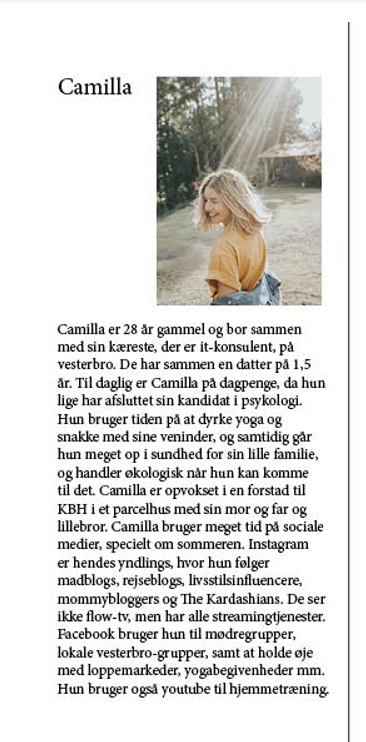 Camilla
Camilla er 28 år gammel og bor sammen
med sin kæreste, der er it-konsulent, på
vesterbro. De har sammen en datter på 1,5
år. Til daglig er Camilla på dagpenge, da hun
lige har afsluttet sin kandidat i psykologi.
Hun bruger tiden på at dyrke yoga og
snakke med sine veninder, og samtidig går
hun meget op i sundhed for sin lille familie,
og handler økologisk når hun kan komme
til det. Camilla er opvokset i en forstad til
KBH i et parcelhus med sin mor og far og
lillebror. Camilla bruger meget tid på sociale
medier, specielt om sommeren. Instagram
er hendes yndlings, hvor hun følger
madblogs, rejseblogs, livsstilsinfluencere,
mommybloggers og The Kardashians. De ser
ikke flow-tv, men har alle streamingtjenester.
Facebook bruger hun til mødregrupper,
lokale vesterbro-grupper, samt at holde øje
med loppemarkeder, yogabegivenheder mm.
Hun bruger også youtube til hjemmetræning.